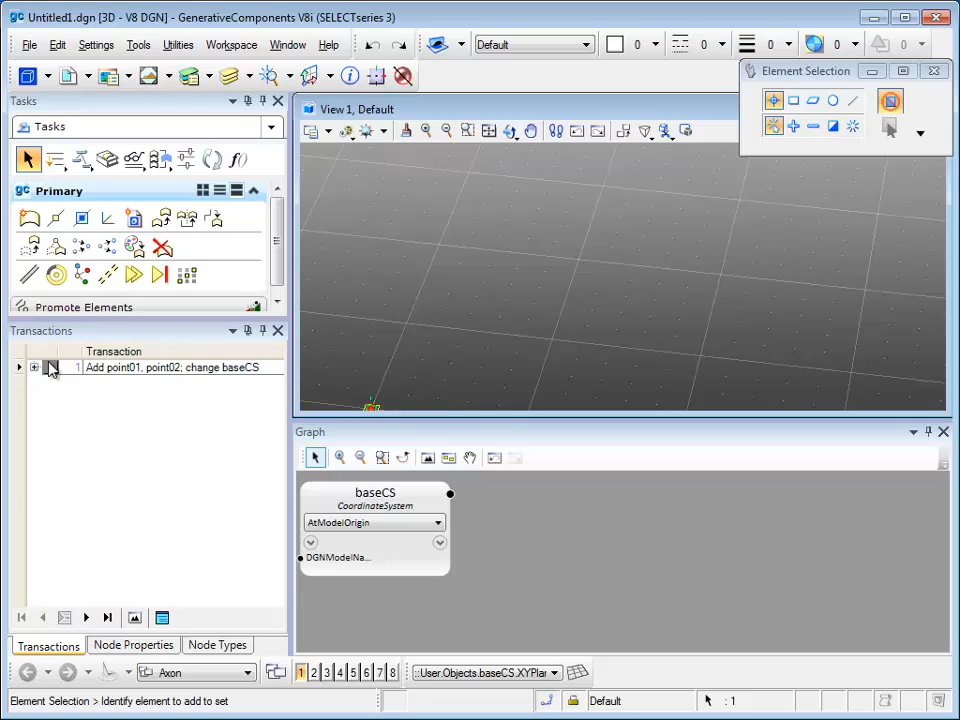 Untitled1.dgn [3D - V8 DGN] - GenerativeComponents V8i (SELECTseries 3)
File Edit Settings Tools Utilities Workspace Window Help
Default 0 0 0 0 0
Element Selection
Tasks
View 1, Default
Tasks
Primary
Promote Elements
Transactions
Transaction
1 Add point01, point02; change baseCS
Graph
baseCS
CoordinateSystem
AtModelOrigin
DGNModelNa...
Transactions Node Properties Node Types
Axon 1 2 3 4 5 6 7 8 ::User.Objects.baseCS.XYPlar
Element Selection > Identify element to add to set Default : 1